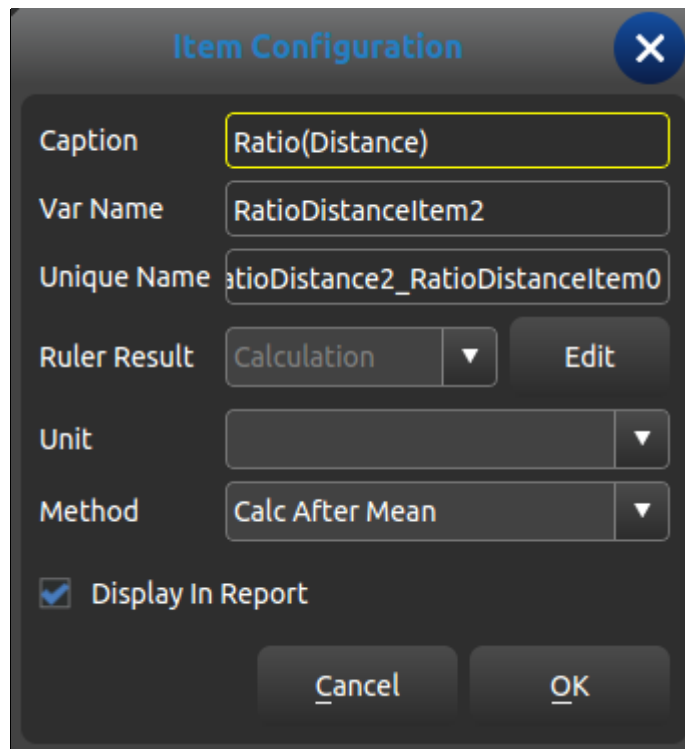 Item Configuration
Caption Ratio(Distance)
Var Name RatioDistanceItem2
Unique Name atioDistance2_RatioDistanceItem0
Ruler Result Calculation Edit
Unit
Method Calc After Mean
Display In Report
Cancel OK